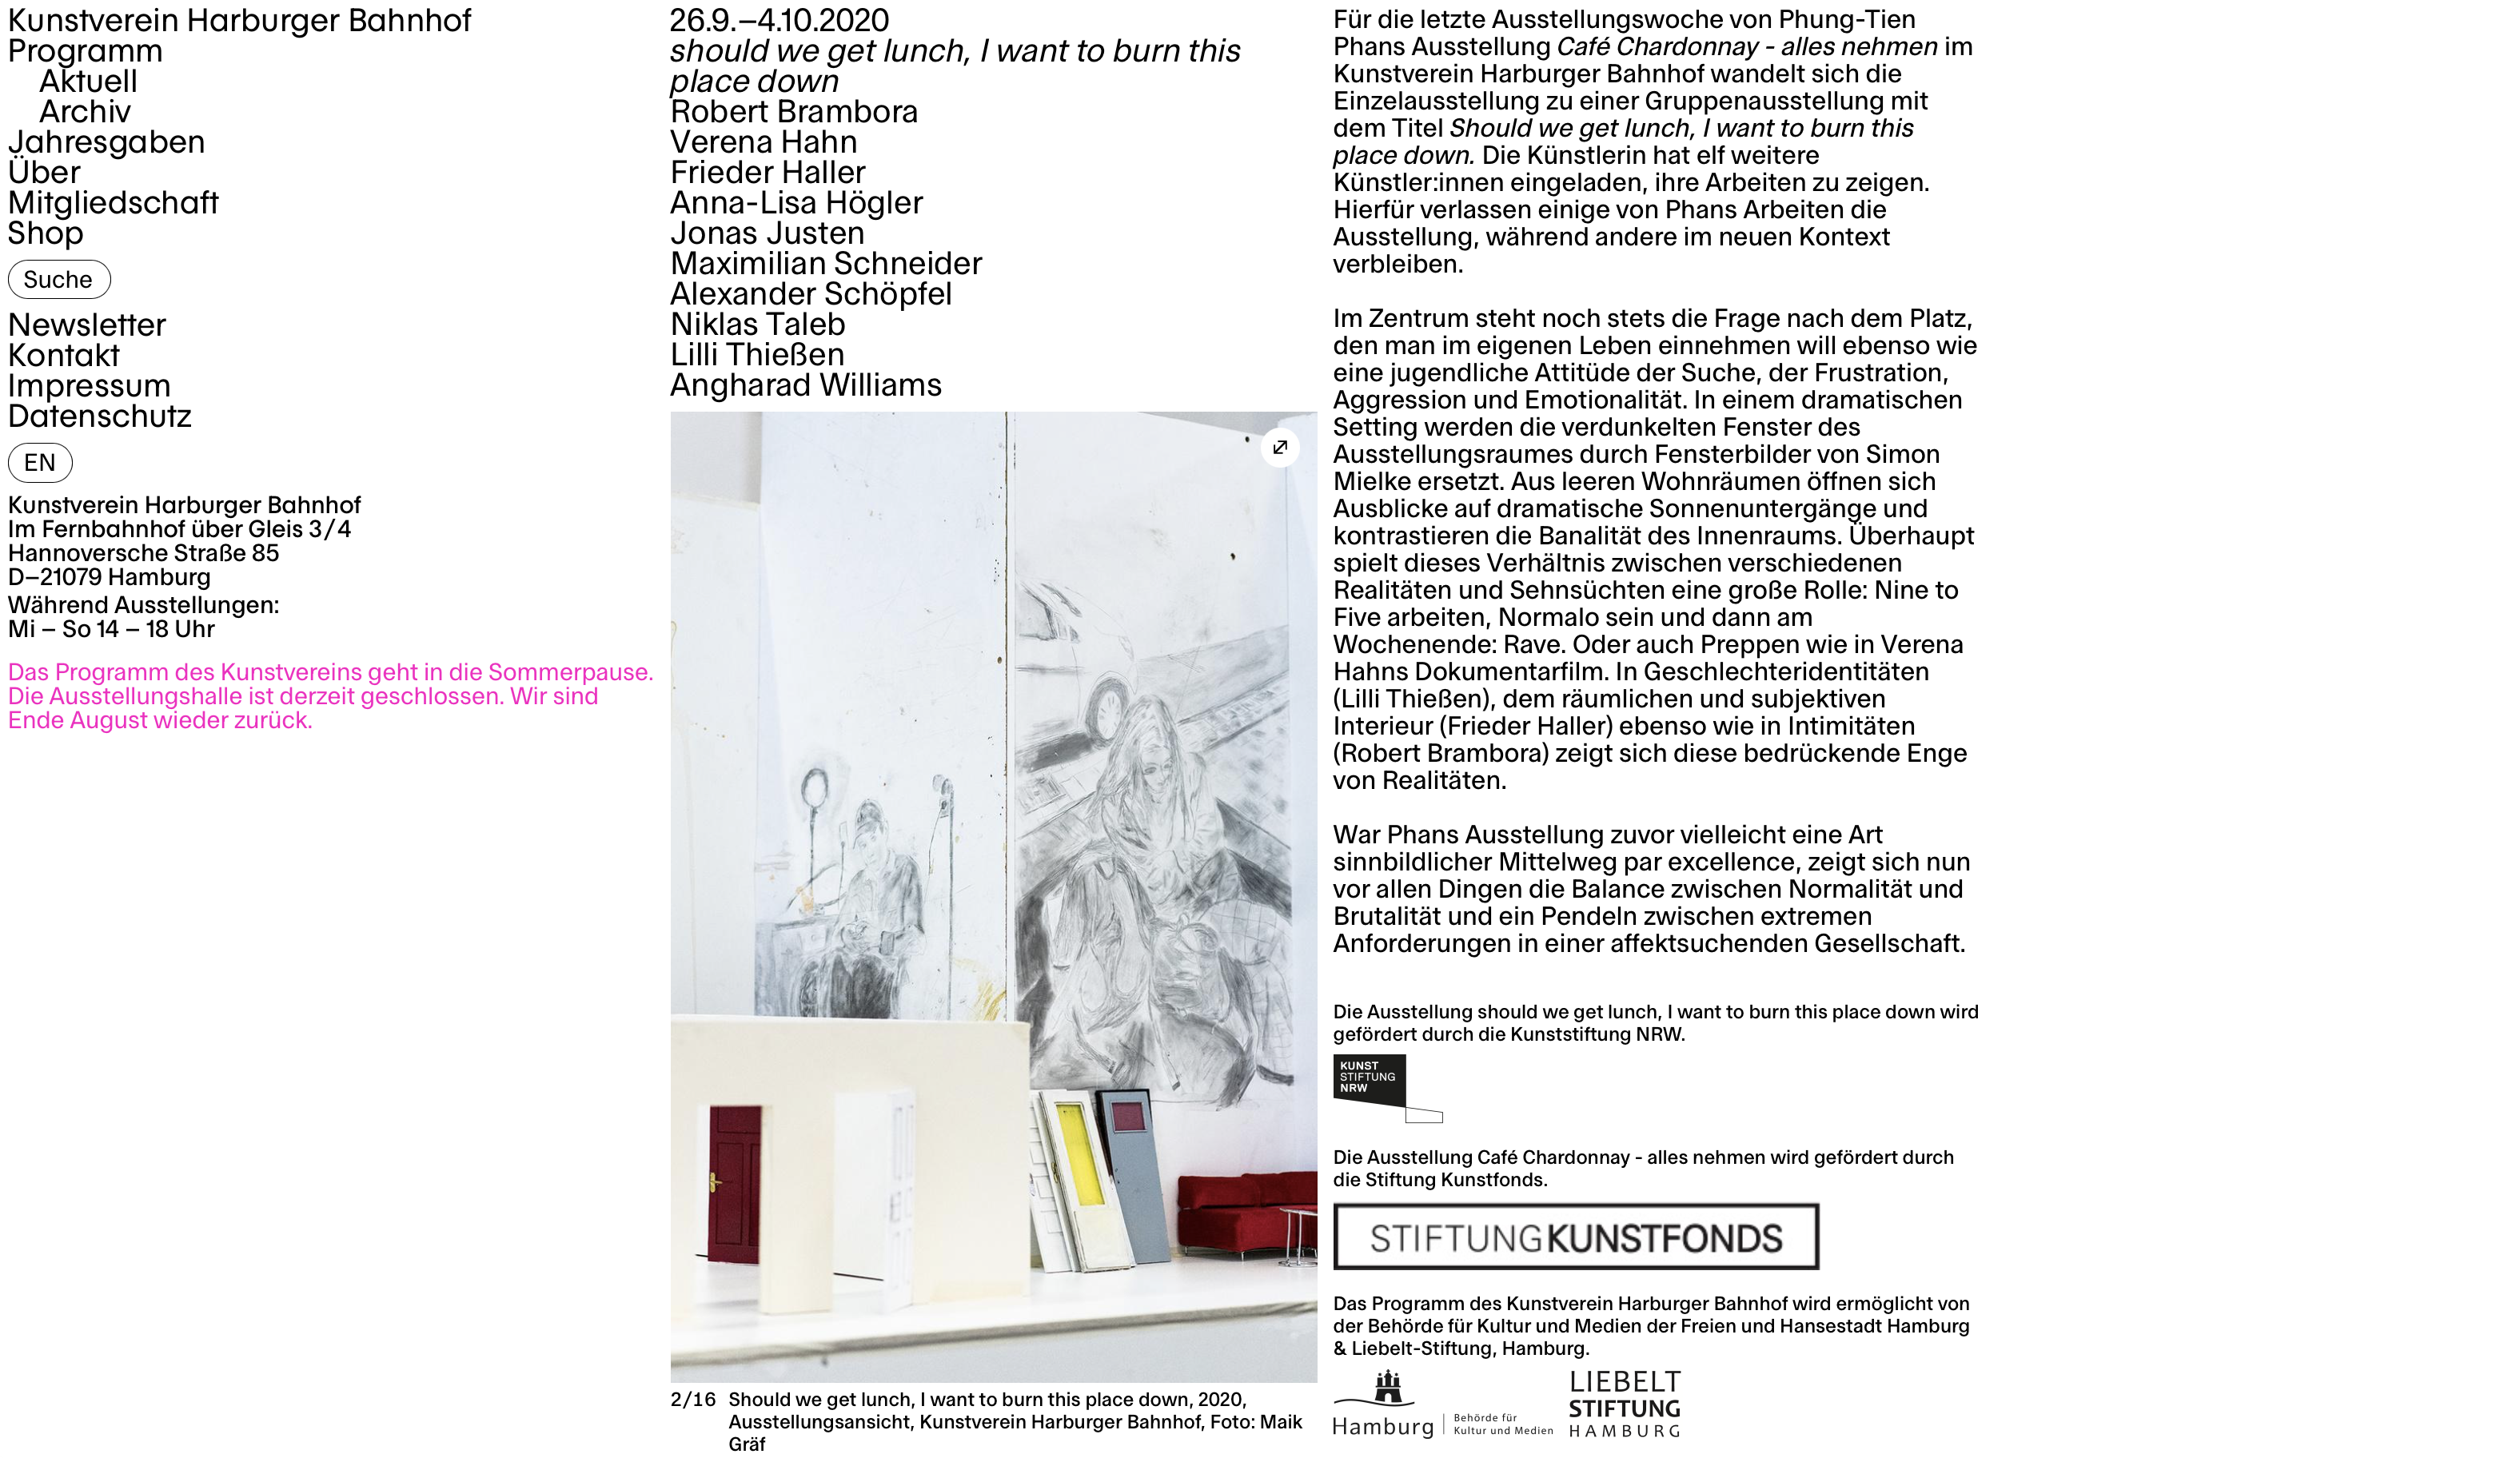 Kunstverein Harburger Bahnhof
Programm
Aktuell
Archiv
Jahresgaben
Über
Mitgliedschaft
Shop
Suche
Newsletter
Kontakt
Impressum
Datenschutz
EN
Kunstverein Harburger Bahnhof
Im Fernbahnhof über Gleis 3/4
Hannoversche Straße 85
D–21079 Hamburg
Während Ausstellungen:
Mi – So 14 – 18 Uhr
Das Programm des Kunstvereins geht in die Sommerpause.
Die Ausstellungshalle ist derzeit geschlossen. Wir sind
Ende August wieder zurück.
26.9.–4.10.2020
should we get lunch, I want to burn this
place down
Robert Brambora
Verena Hahn
Frieder Haller
Anna-Lisa Högler
Jonas Justen
Maximilian Schneider
Alexander Schöpfel
Niklas Taleb
Lilli Thießen
Angharad Williams
2/16 Should we get lunch, I want to burn this place down, 2020,
Ausstellungsansicht, Kunstverein Harburger Bahnhof, Foto: Maik
Gräf
Für die letzte Ausstellungswoche von Phung-Tien
Phans Ausstellung Café Chardonnay - alles nehmen im
Kunstverein Harburger Bahnhof wandelt sich die
Einzelausstellung zu einer Gruppenausstellung mit
dem Titel Should we get lunch, I want to burn this
place down. Die Künstlerin hat elf weitere
Künstler:innen eingeladen, ihre Arbeiten zu zeigen.
Hierfür verlassen einige von Phans Arbeiten die
Ausstellung, während andere im neuen Kontext
verbleiben.
Im Zentrum steht noch stets die Frage nach dem Platz,
den man im eigenen Leben einnehmen will ebenso wie
eine jugendliche Attitüde der Suche, der Frustration,
Aggression und Emotionalität. In einem dramatischen
Setting werden die verdunkelten Fenster des
Ausstellungsraumes durch Fensterbilder von Simon
Mielke ersetzt. Aus leeren Wohnräumen öffnen sich
Ausblicke auf dramatische Sonnenuntergänge und
kontrastieren die Banalität des Innenraums. Überhaupt
spielt dieses Verhältnis zwischen verschiedenen
Realitäten und Sehnsüchten eine große Rolle: Nine to
Five arbeiten, Normalo sein und dann am
Wochenende: Rave. Oder auch Preppen wie in Verena
Hahns Dokumentarfilm. In Geschlechteridentitäten
(Lilli Thießen), dem räumlichen und subjektiven
Interieur (Frieder Haller) ebenso wie in Intimitäten
(Robert Brambora) zeigt sich diese bedrückende Enge
von Realitäten.
War Phans Ausstellung zuvor vielleicht eine Art
sinnbildlicher Mittelweg par excellence, zeigt sich nun
vor allen Dingen die Balance zwischen Normalität und
Brutalität und ein Pendeln zwischen extremen
Anforderungen in einer affektsuchenden Gesellschaft.
Die Ausstellung should we get lunch, I want to burn this place down wird
gefördert durch die Kunststiftung NRW.
KUNST
STIFTUNG
NRW
Die Ausstellung Café Chardonnay - alles nehmen wird gefördert durch
die Stiftung Kunstfonds.
STIFTUNGKUNSTFONDS
Das Programm des Kunstverein Harburger Bahnhof wird ermöglicht von
der Behörde für Kultur und Medien der Freien und Hansestadt Hamburg
& Liebelt-Stiftung, Hamburg.
Hamburg
Behörde für
Kultur und Medien
LIEBELT
STIFTUNG
HAMBURG